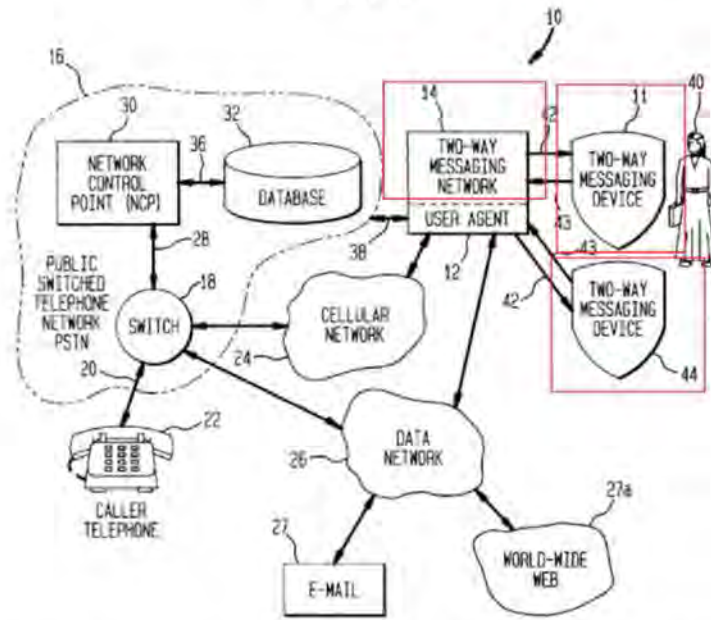 10
16
14
30
32
42
11
40
NETWORK
CONTROL
POINT (NCP)
36
DATABASE
TWO-WAY
MESSAGING
NETWORK
TWO-WAY
MESSAGING
DEVICE
USER AGENT
43
38
12
43
28
PUBLIC
SWITCHED
TELEPHONE
NETWORK
PSTN
18
SWITCH
CELLULAR
NETWORK
24
42
TWO-WAY
MESSAGING
DEVICE
44
20
22
DATA
NETWORK
26
CALLER
TELEPHONE
27
E-MAIL
27a
WORLD-WIDE
WEB